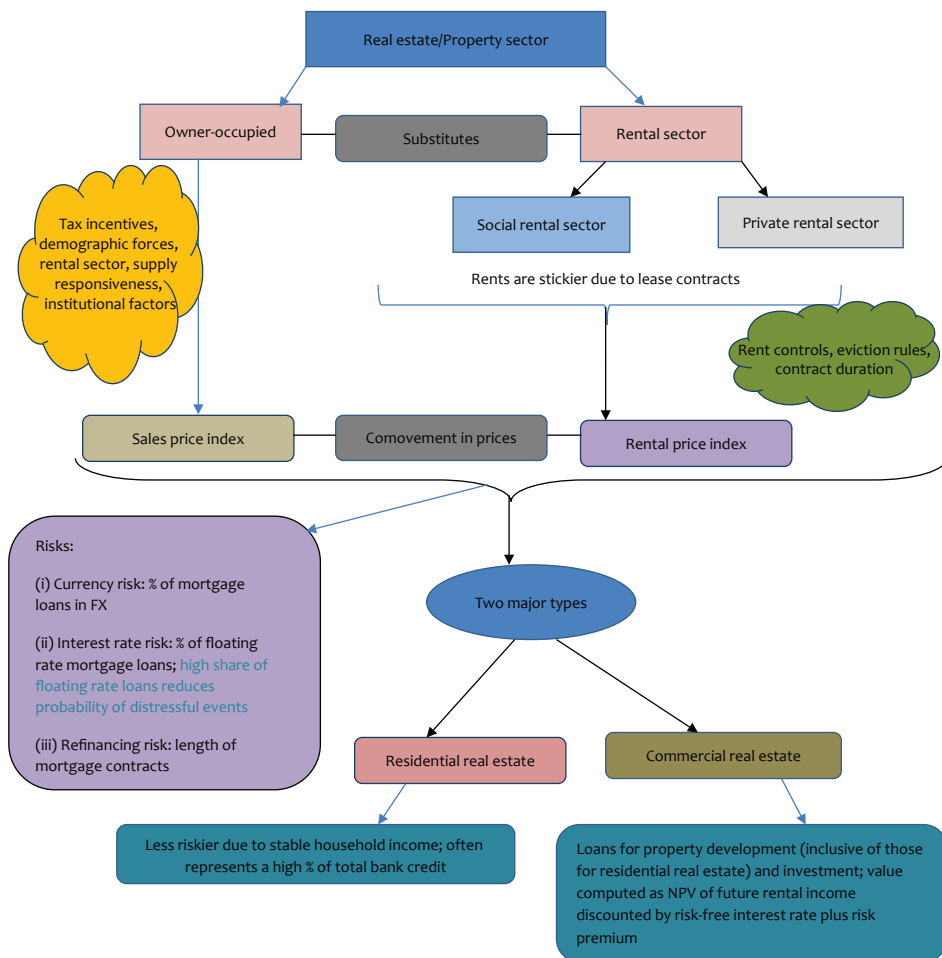 Real estate/Property sector
Owner-occupied
Substitutes
Rental sector
Social rental sector
Private rental sector
Tax incentives,
demographic forces,
rental sector, supply
responsiveness,
institutional factors
Rents are stickier due to lease contracts
Rent controls, eviction rules,
contract duration
Sales price index
Comovement in prices
Rental price index
Risks:
(i) Currency risk: % of mortgage
loans in FX
(ii) Interest rate risk: % of floating
rate mortgage loans; high share of
floating rate loans reduces
probability of distressful events
(iii) Refinancing risk: length of
mortgage contracts
Two major types
Residential real estate
Commercial real estate
Less riskier due to stable household income; often
represents a high % of total bank credit
Loans for property development (inclusive of those
for residential real estate) and investment; value
computed as NPV of future rental income
discounted by risk-free interest rate plus risk
premium